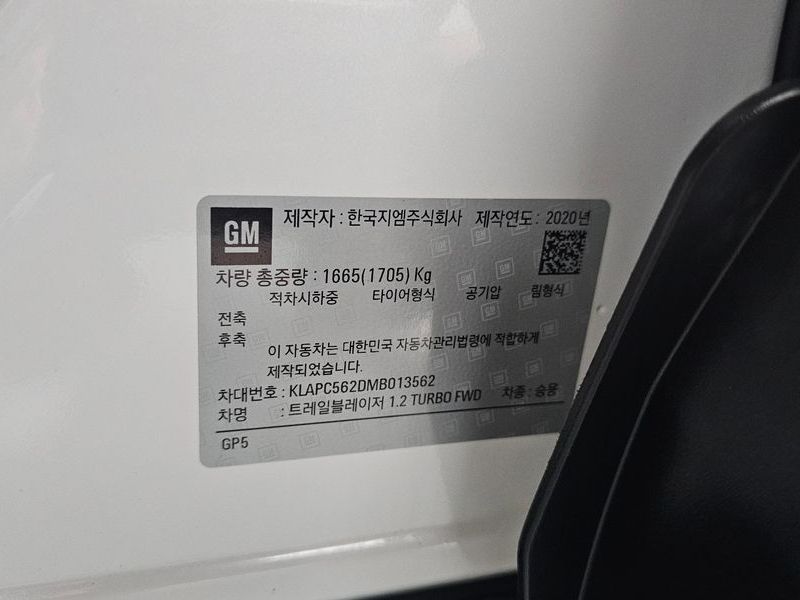 GM 제작자 : 한국지엠주식회사 제작연도 : 2020년
차량 총중량 : 1665(1705) Kg
적차시하중 타이어형식 공기압 림형식
전축
후축
이 자동차는 대한민국 자동차관리법령에 적합하게
제작되었습니다.
차대번호 : KLAPC562DMB013562
차명 : 트레일블레이저 1.2 TURBO FWD 차종 : 승용
GP5